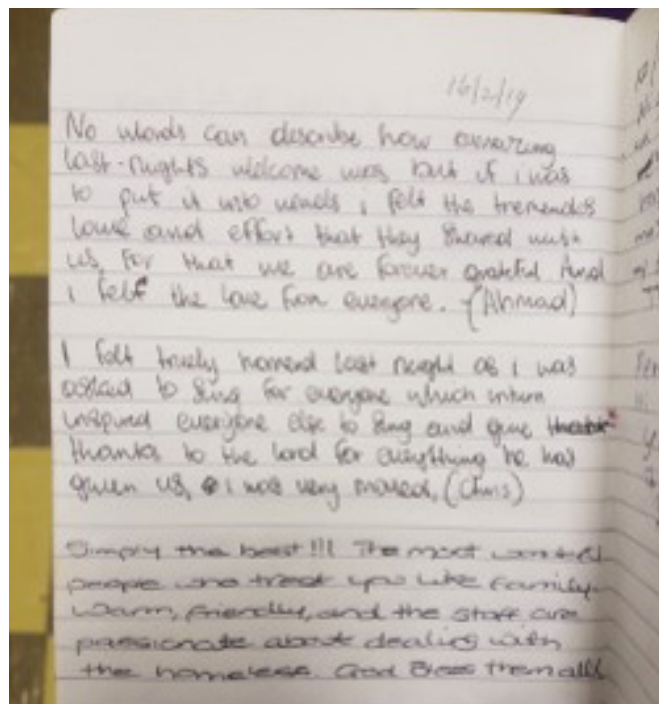 16/2/19
No words can describe how amazing
last nights welcome was but if i was
to put it into words i felt the tremendos
love and effort that they shared with
us, for that we are forever grateful And
i felt the love from everyone. (Ahmad)
I felt truely honerd last neight as i was
asked to sing for everyone which inturn
inspired everyone else to sing and give
thanks to the lord for everything he has
given us, i was very moved. (Chris)
Simply the best!!! The most
people who treat you like family.
Warm, friendly, and the staff are
passionate about dealing with
the homeless. God Bless them all!